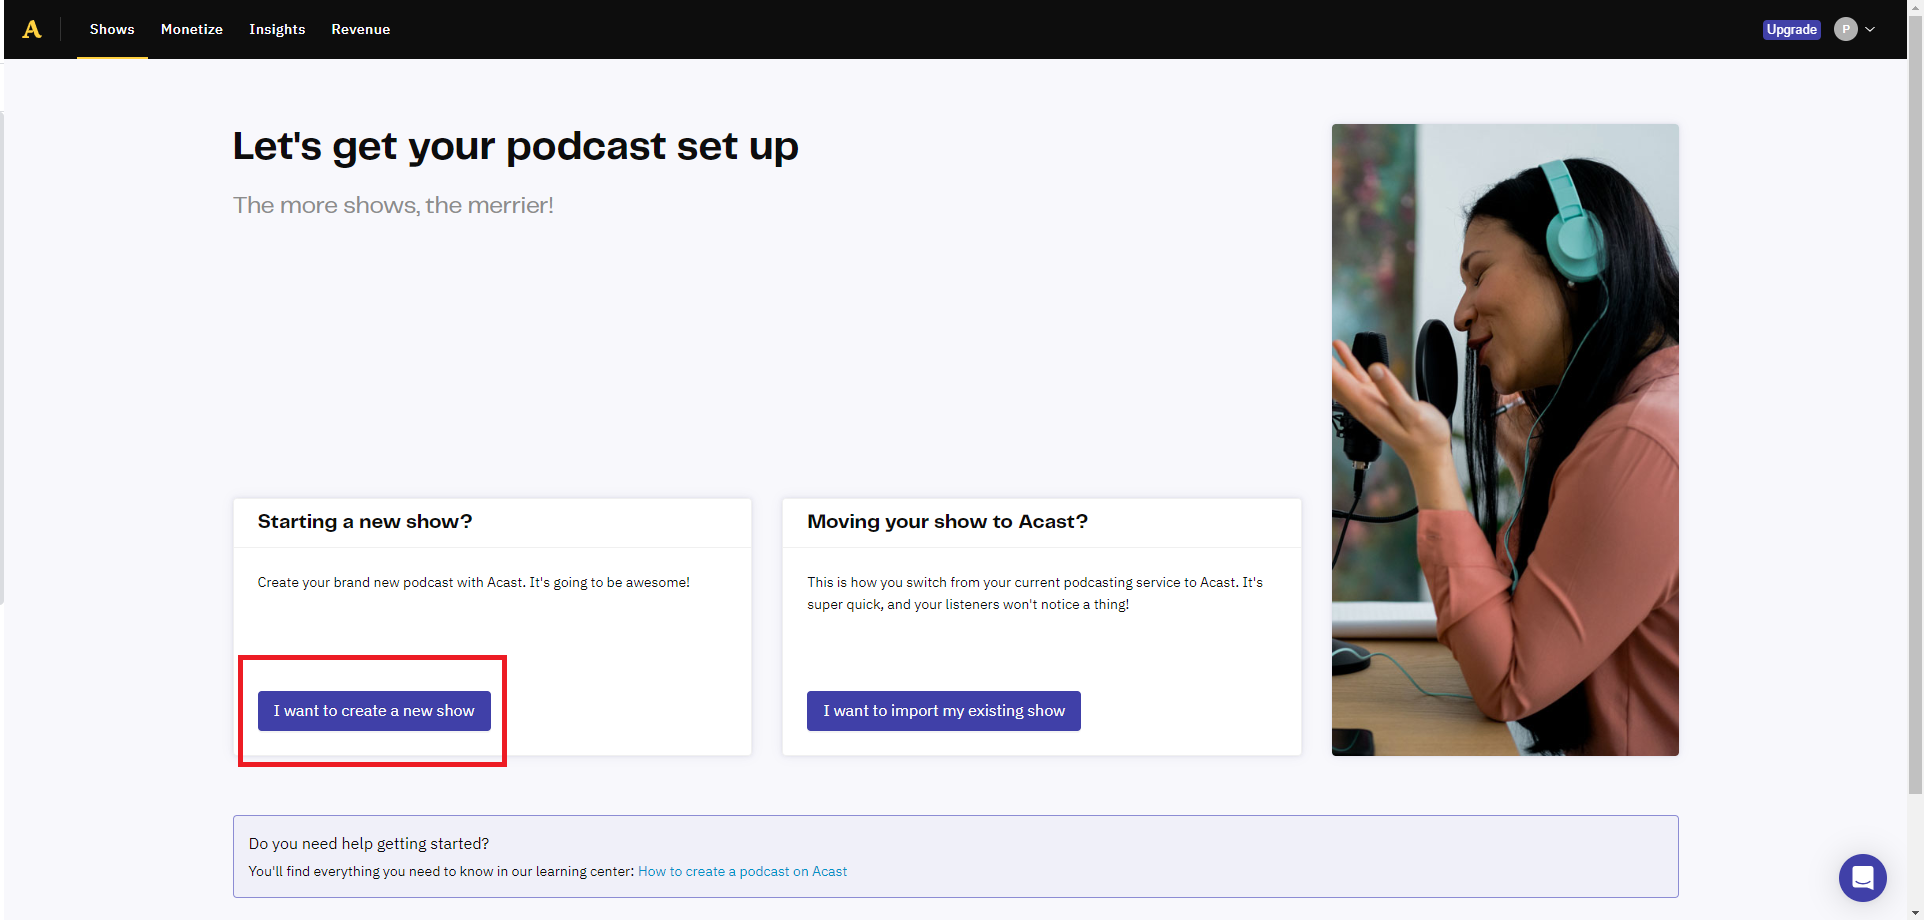 A
Shows Monetize Insights Revenue
Upgrade P
Let's get your podcast set up
The more shows, the merrier!
Starting a new show?
Create your brand new podcast with Acast. It's going to be awesome!
I want to create a new show
Moving your show to Acast?
This is how you switch from your current podcasting service to Acast. It's
super quick, and your listeners won't notice a thing!
I want to import my existing show
Do you need help getting started?
You'll find everything you need to know in our learning center: How to create a podcast on Acast